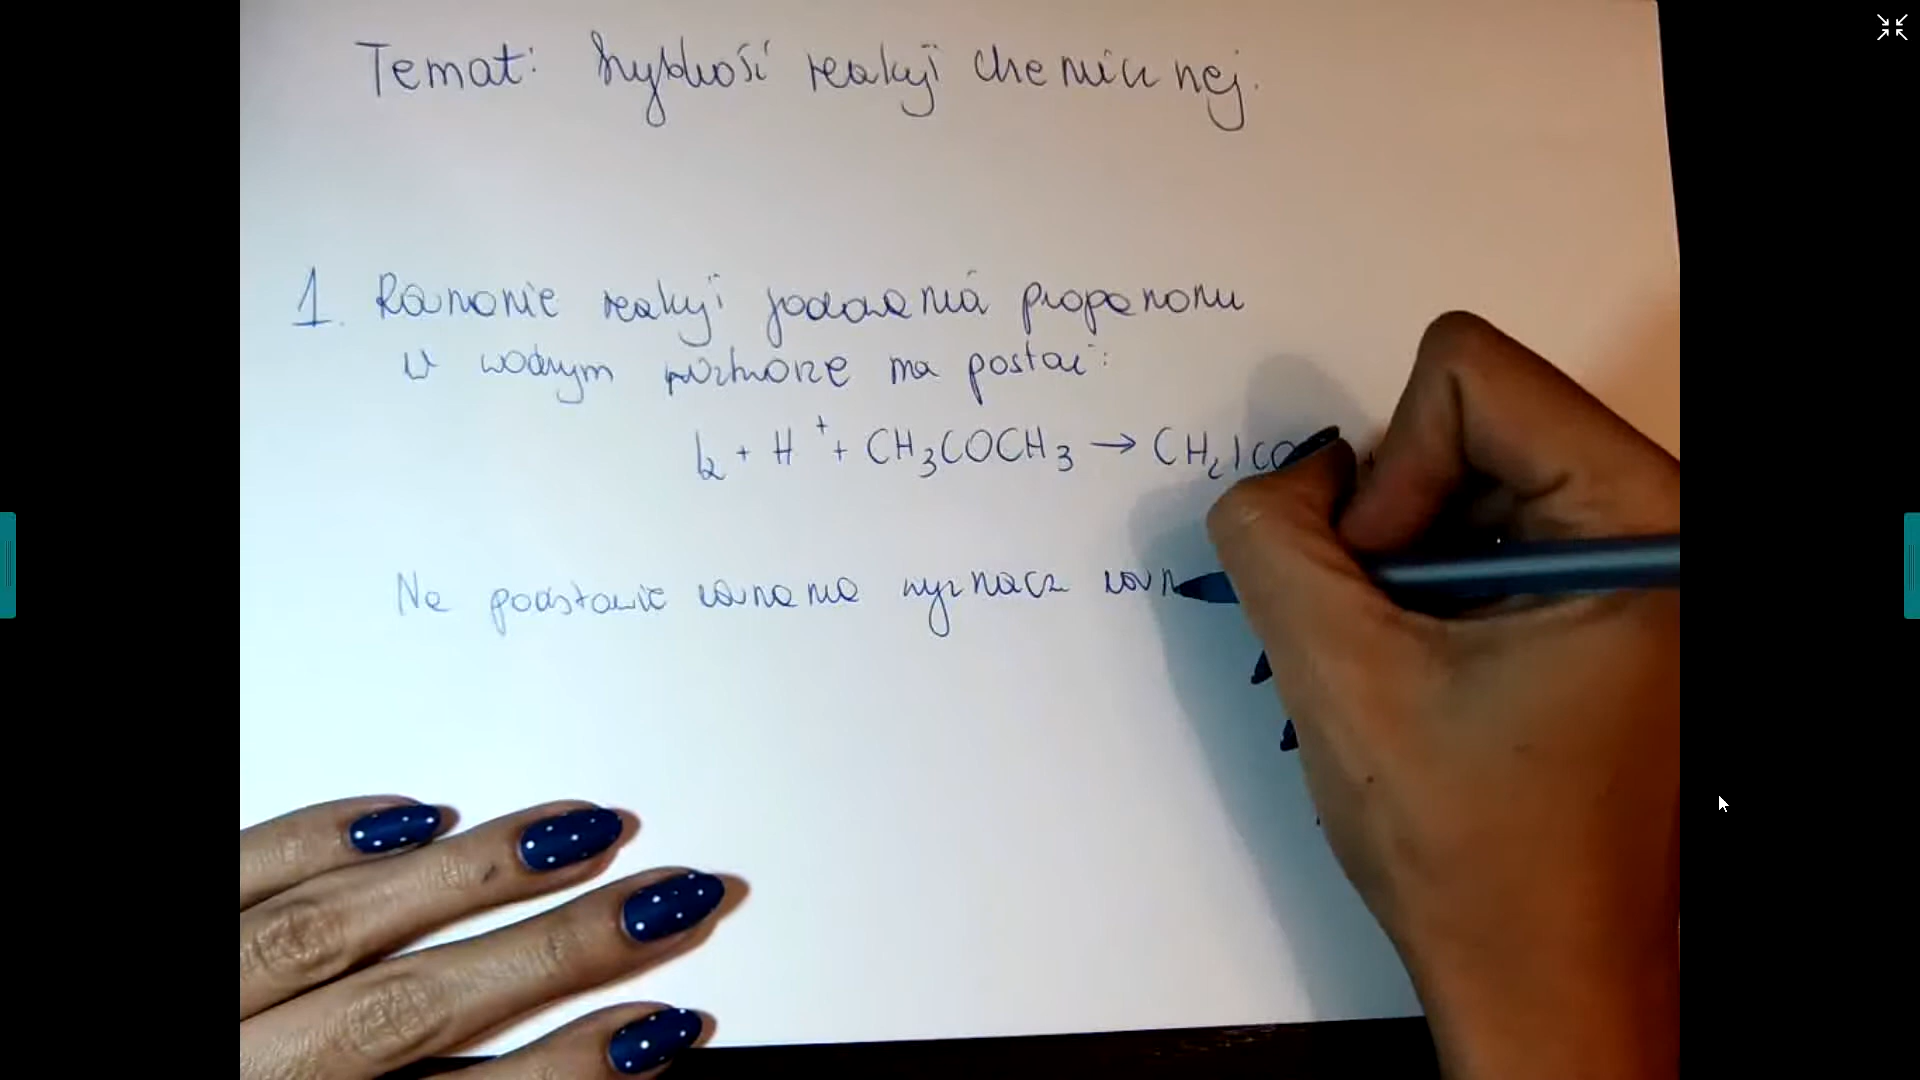 Temat: Szybkość reakcji chemicznej.
1. Równanie reakcji jodowania propanonu
w wodnym roztworze ma postać:
I₂ + H⁺ + CH₃COCH₃ → CH₂ICO
Na podstawie równania wyznacz równ